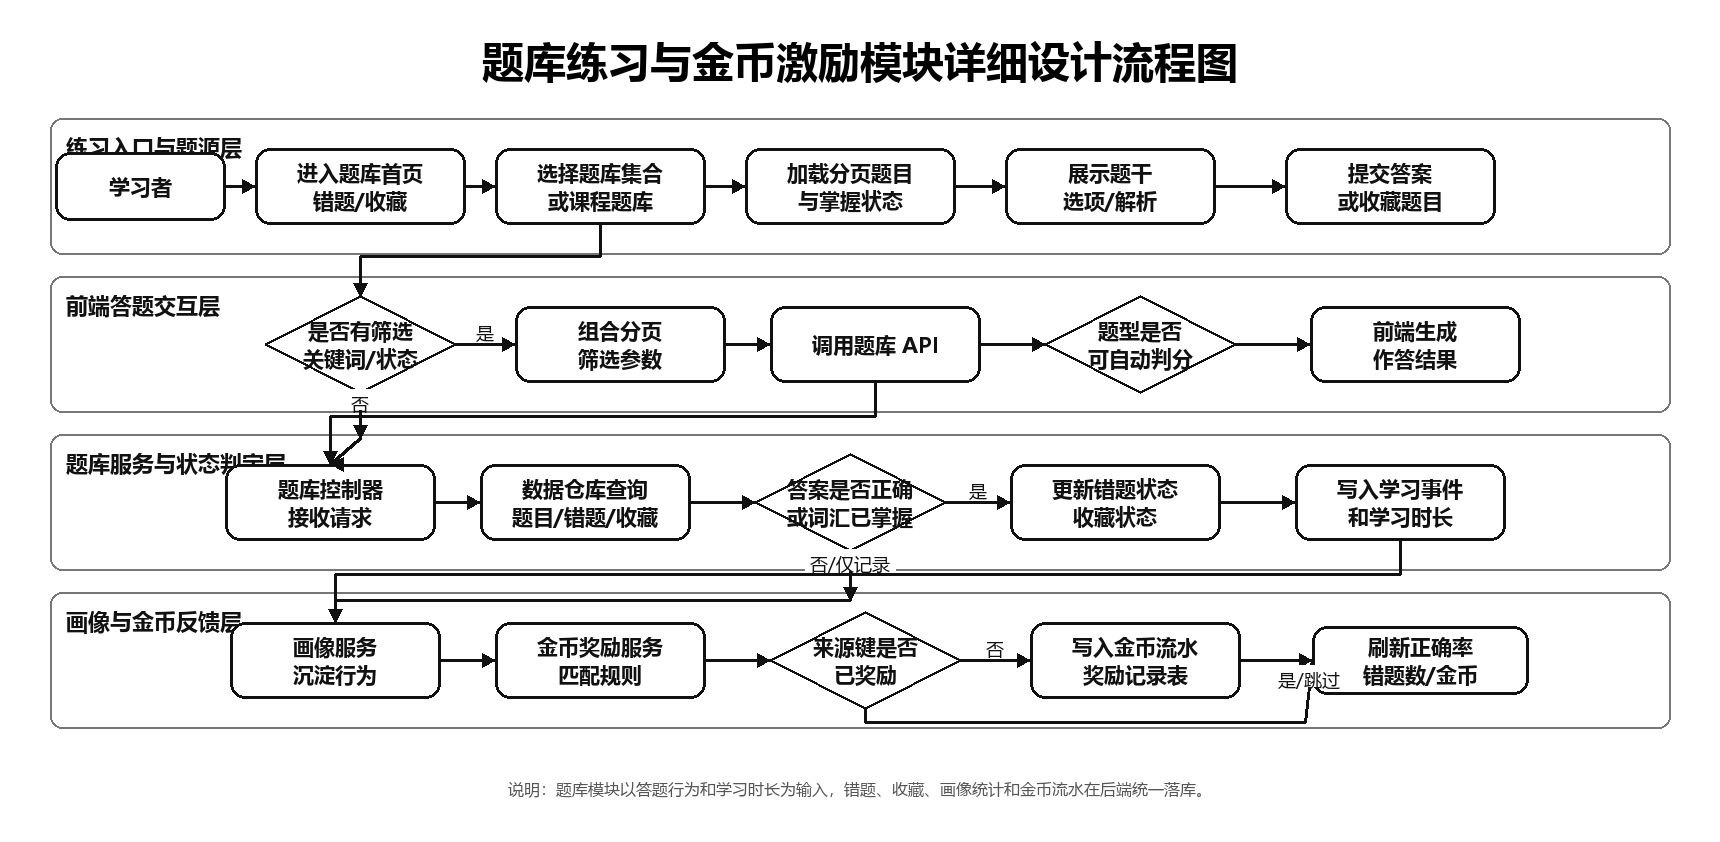 题库练习与金币激励模块详细设计流程图
练习入口与题源层
学习者
进入题库首页
错题/收藏
选择题库集合
或课程题库
加载分页题目
与掌握状态
展示题干
选项/解析
提交答案
或收藏题目
前端答题交互层
是否有筛选
关键词/状态
是
组合分页
筛选参数
调用题库 API
题型是否
可自动判分
前端生成
作答结果
否
题库服务与状态判定层
题库控制器
接收请求
数据仓库查询
题目/错题/收藏
答案是否正确
或词汇已掌握
是
更新错题状态
收藏状态
写入学习事件
和学习时长
否/仅记录
画像与金币反馈层
画像服务
沉淀行为
金币奖励服务
匹配规则
来源键是否
已奖励
否
写入金币流水
奖励记录表
是/跳过
刷新正确率
错题数/金币
说明：题库模块以答题行为和学习时长为输入，错题、收藏、画像统计和金币流水在后端统一落库。